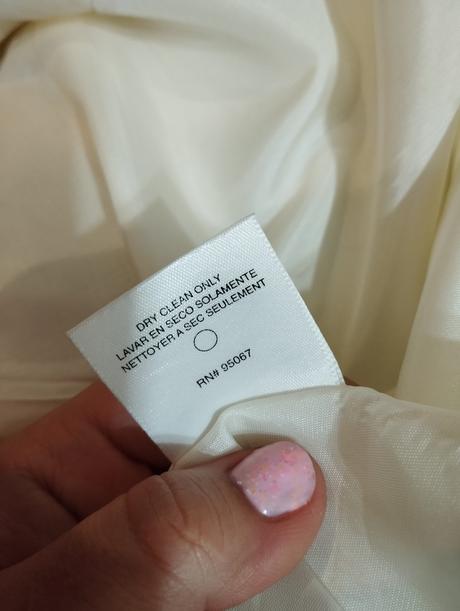 DRY CLEAN ONLY
LAVAR EN SECO SOLAMENTE
NETTOYER A SEC SEULEMENT
RN# 95067